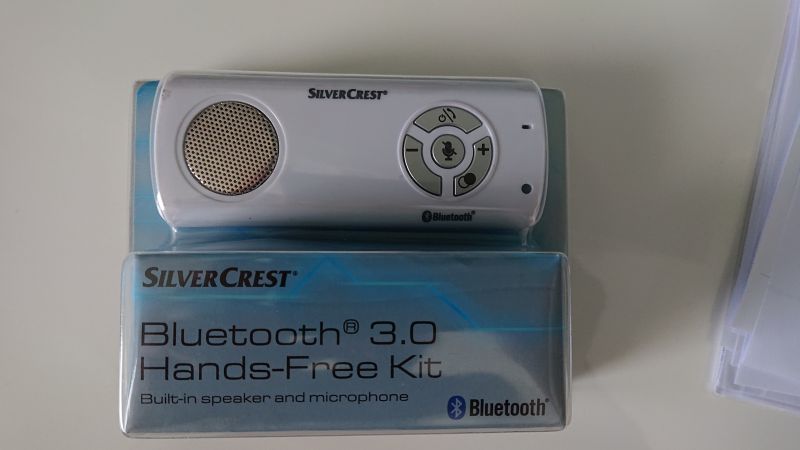 SILVERCREST®
− +
Bluetooth®
SILVERCREST®
Bluetooth® 3.0
Hands-Free Kit
Built-in speaker and microphone
Bluetooth®